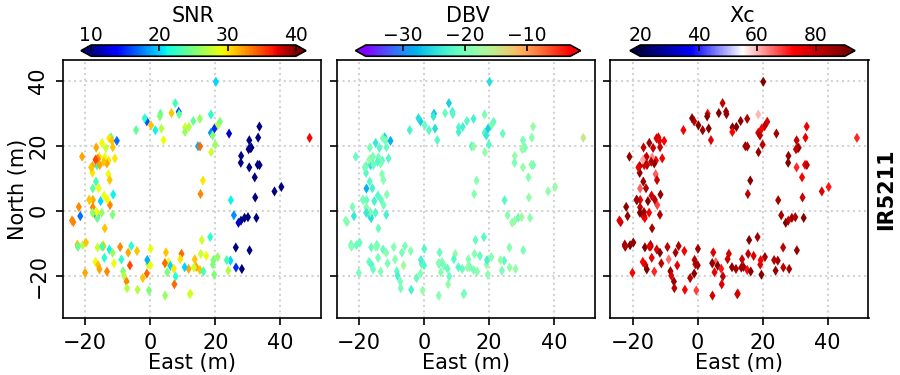 SNR DBV Xc
10 20 30 40 −30 −20 −10 20 40 60 80
40
20
0
−20
North (m)
−20 0 20 40 −20 0 20 40 −20 0 20 40
East (m) East (m) East (m)
IR5211